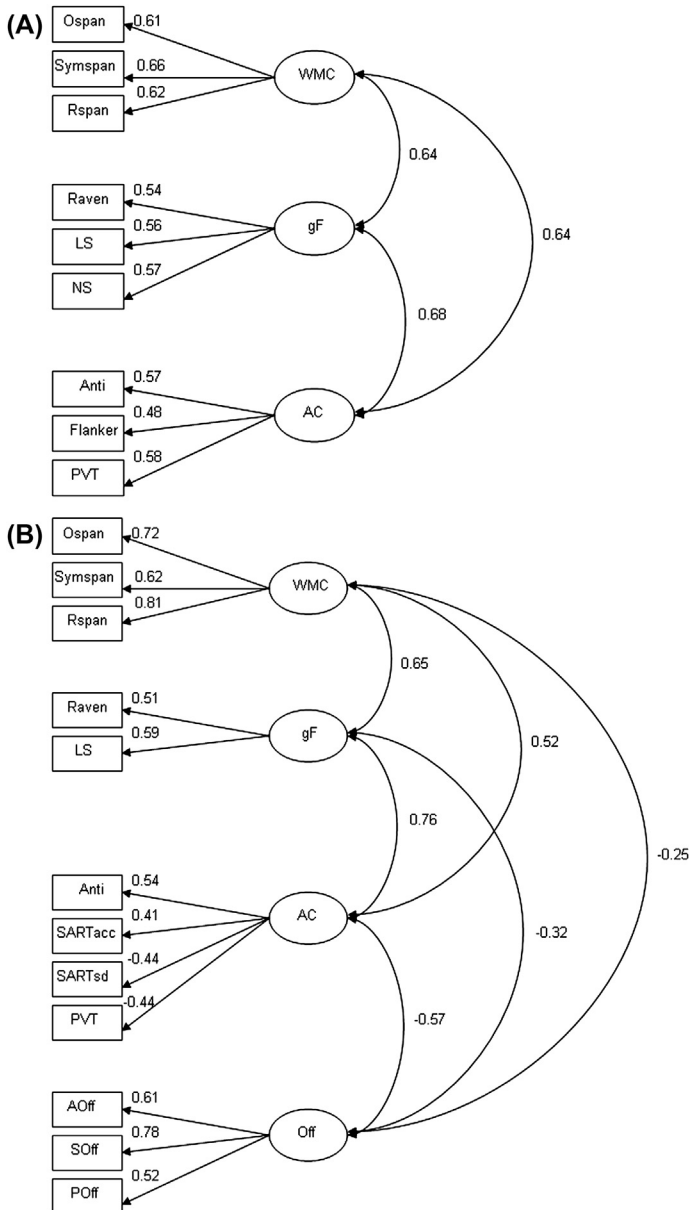 (A)
Ospan 0.61
Symspan 0.66
WMC
Rspan 0.62
0.64
Raven 0.54
gF
LS 0.56
0.64
NS 0.57
0.68
Anti 0.57
AC
Flanker 0.48
PVT 0.58
(B)
Ospan 0.72
Symspan 0.62
WMC
Rspan 0.81
0.65
Raven 0.51
gF
LS 0.59
0.52
0.76
-0.25
Anti 0.54
AC
SARTacc 0.41
-0.32
SARTsd -0.44
PVT -0.44
-0.57
AOff 0.61
Off
SOff 0.78
POff 0.52